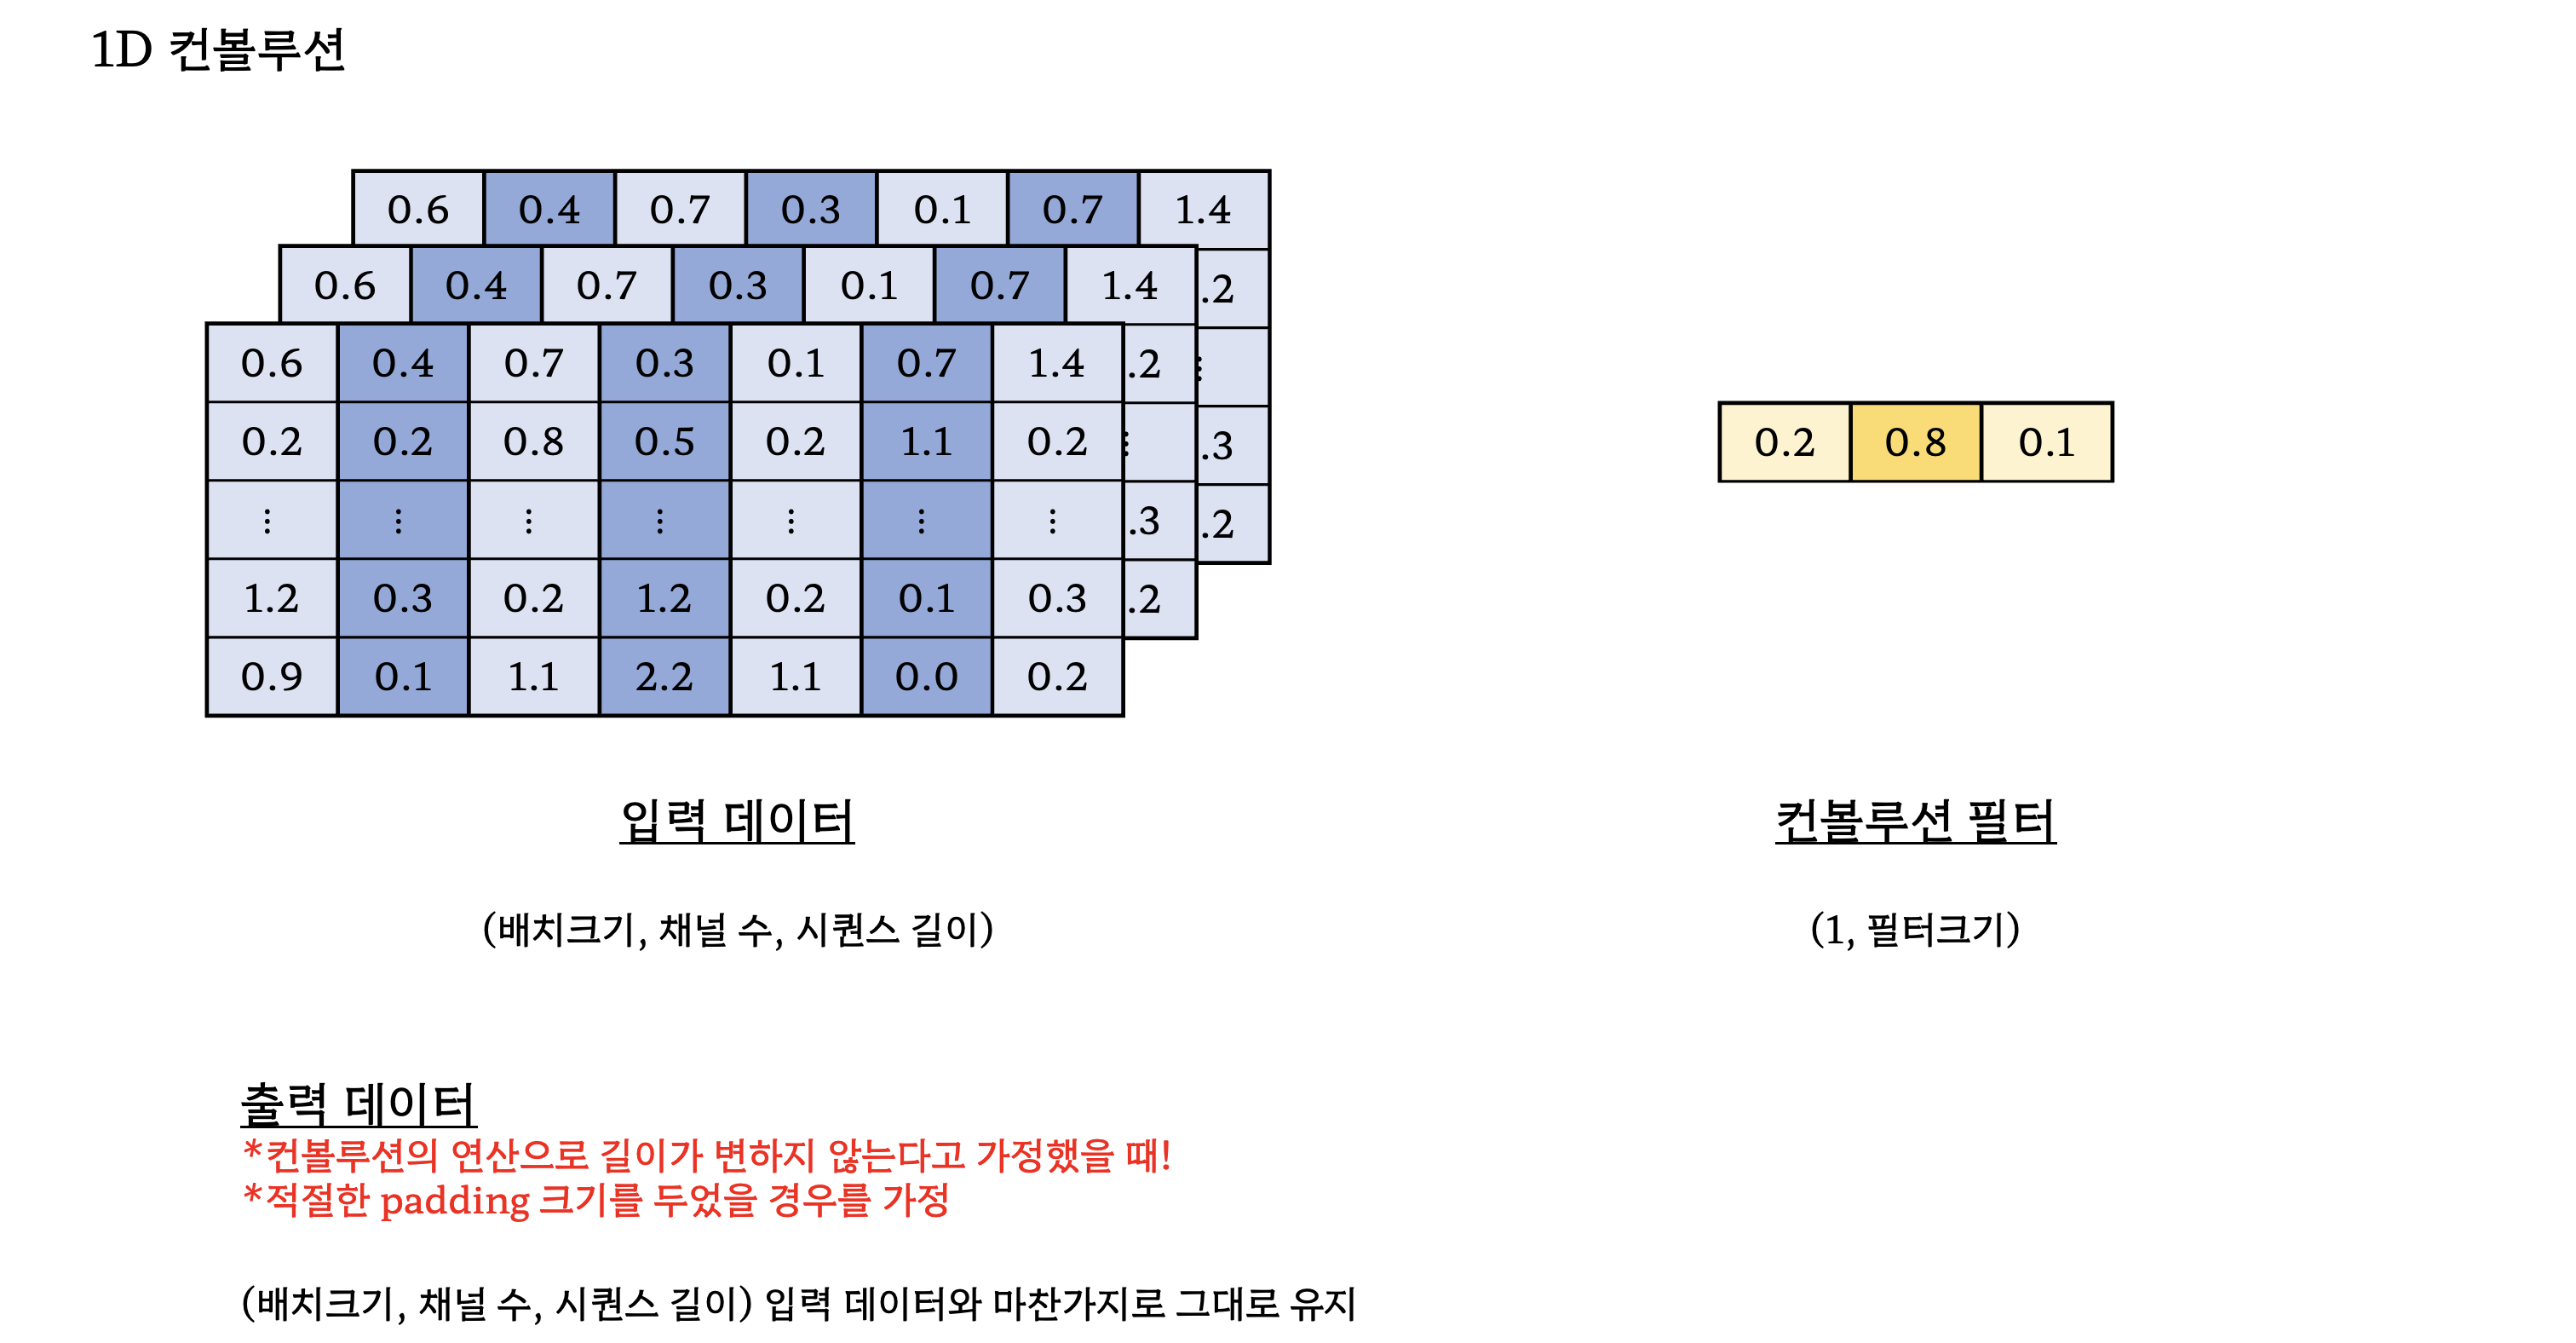 1D 컨볼루션
0.6 0.4 0.7 0.3 0.1 0.7 1.4
0.6 0.4 0.7 0.3 0.1 0.7 1.4 .2
0.6 0.4 0.7 0.3 0.1 0.7 1.4 .2 ⋮
0.2 0.2 0.8 0.5 0.2 1.1 0.2 ⋮ .3
⋮ ⋮ ⋮ ⋮ ⋮ ⋮ ⋮ .3 .2
1.2 0.3 0.2 1.2 0.2 0.1 0.3 .2
0.9 0.1 1.1 2.2 1.1 0.0 0.2
0.2 0.8 0.1
입력 데이터
(배치크기, 채널 수, 시퀀스 길이)
컨볼루션 필터
(1, 필터크기)
출력 데이터
*컨볼루션의 연산으로 길이가 변하지 않는다고 가정했을 때!
*적절한 padding 크기를 두었을 경우를 가정
(배치크기, 채널 수, 시퀀스 길이) 입력 데이터와 마찬가지로 그대로 유지